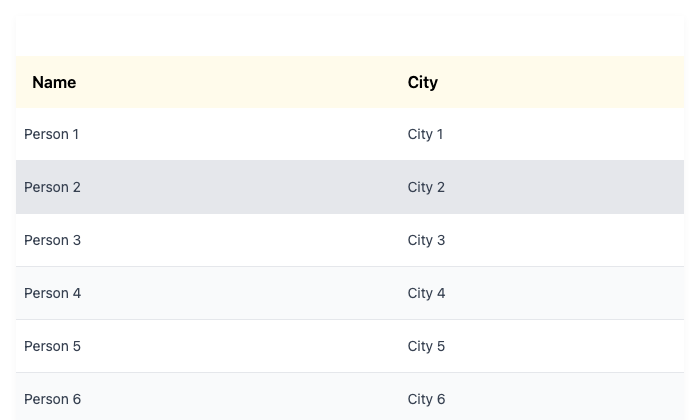 Name City
Person 1 City 1
Person 2 City 2
Person 3 City 3
Person 4 City 4
Person 5 City 5
Person 6 City 6